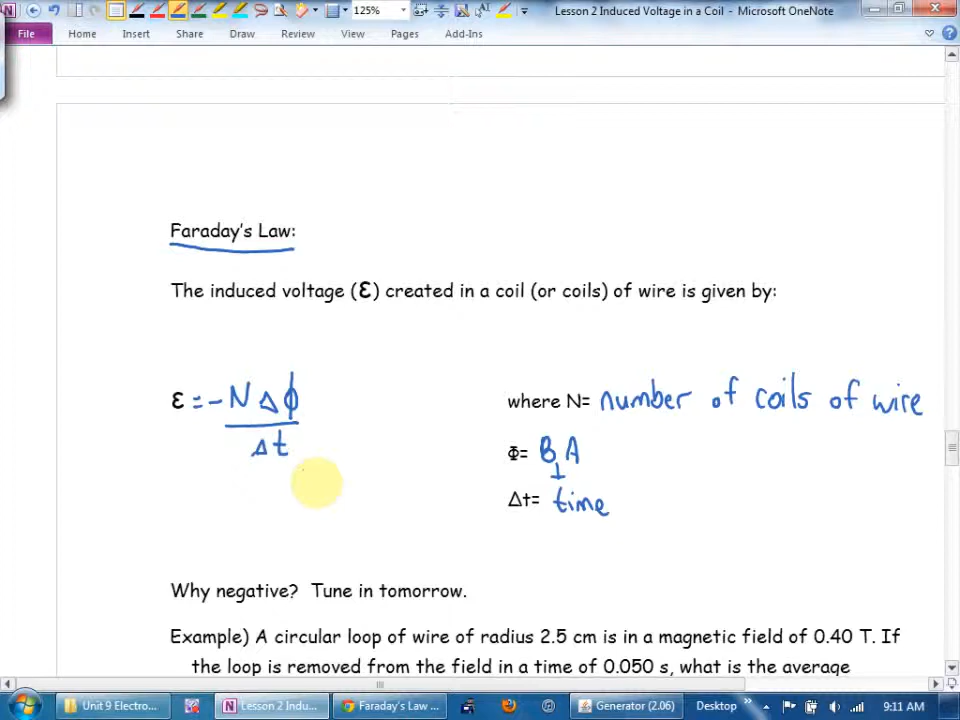 125%
Lesson 2 Induced Voltage in a Coil - Microsoft OneNote
File Home Insert Share Draw Review View Pages Add-Ins
Faraday's Law:
The induced voltage (Ɛ) created in a coil (or coils) of wire is given by:
Ɛ = - N Δ ϕ
Δt
where N= number of coils of wire
Φ= B⊥ A
Δt= time
Why negative? Tune in tomorrow.
Example) A circular loop of wire of radius 2.5 cm is in a magnetic field of 0.40 T. If
the loop is removed from the field in a time of 0.050 s, what is the average
Unit 9 Electro... Lesson 2 Indu... Faraday's Law ... Generator (2.06) Desktop 9:11 AM